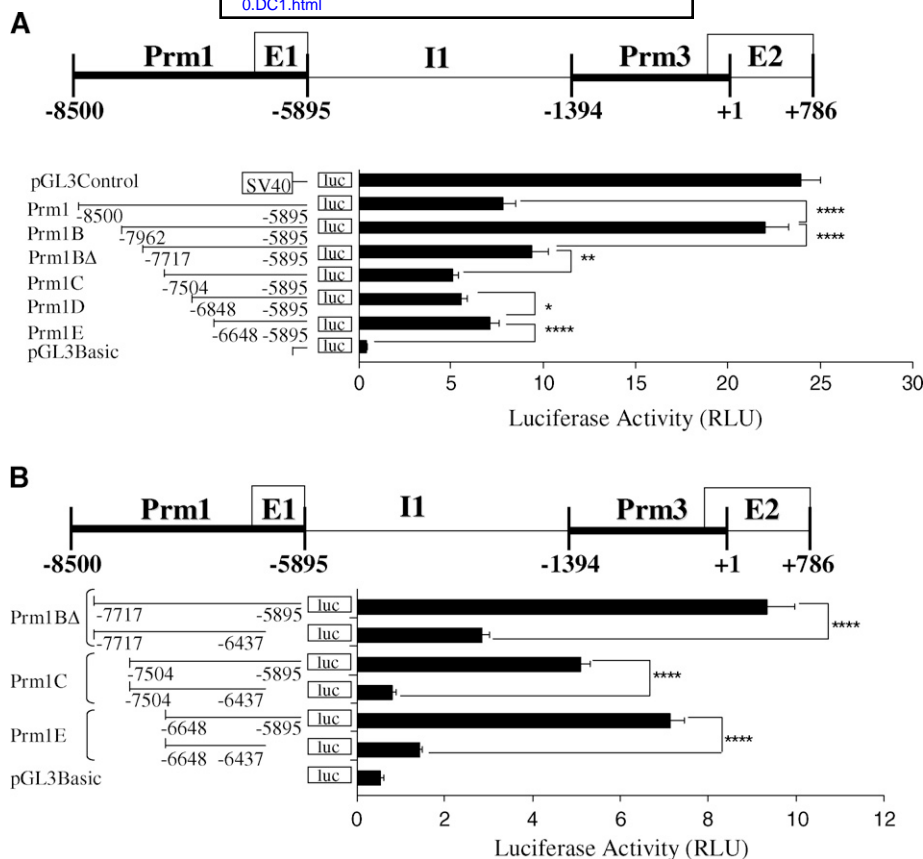 0.DC1.html
A
Prm1 E1 I1 Prm3 E2
-8500 -5895 -1394 +1 +786
pGL3Control SV40 luc
Prm1 -8500 -5895 luc ****
Prm1B -7962 -5895 luc ****
Prm1BΔ -7717 -5895 luc **
Prm1C -7504 -5895 luc
Prm1D -6848 -5895 luc *
Prm1E -6648 -5895 luc ****
pGL3Basic luc
0 5 10 15 20 25 30
Luciferase Activity (RLU)
B
Prm1 E1 I1 Prm3 E2
-8500 -5895 -1394 +1 +786
Prm1BΔ -7717 -5895 luc ****
-7717 -6437 luc
Prm1C -7504 -5895 luc ****
-7504 -6437 luc
Prm1E -6648 -5895 luc ****
-6648 -6437 luc
pGL3Basic luc
0 2 4 6 8 10 12
Luciferase Activity (RLU)